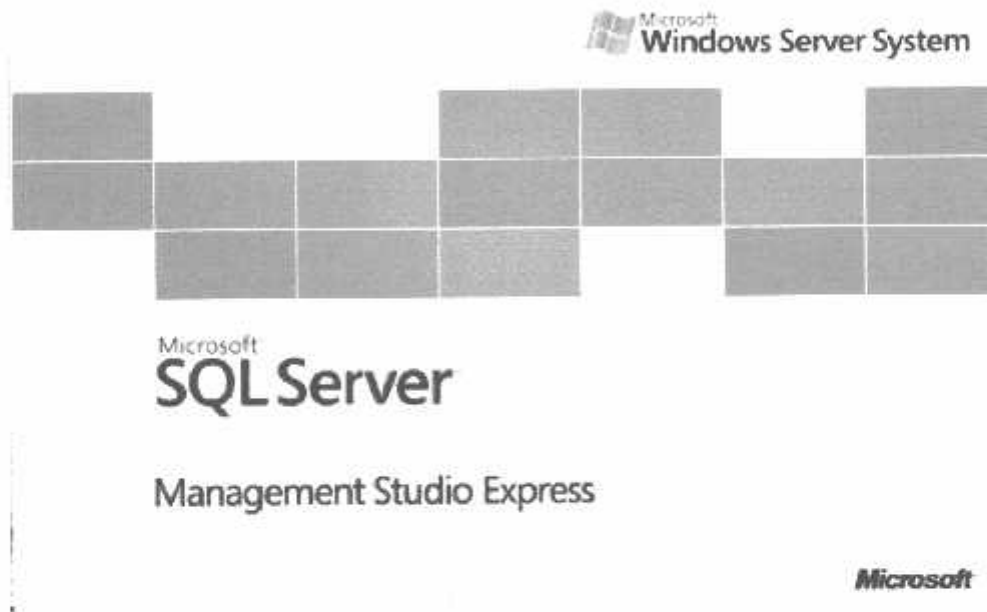 Microsoft
Windows Server System
Microsoft
SQL Server
Management Studio Express
Microsoft